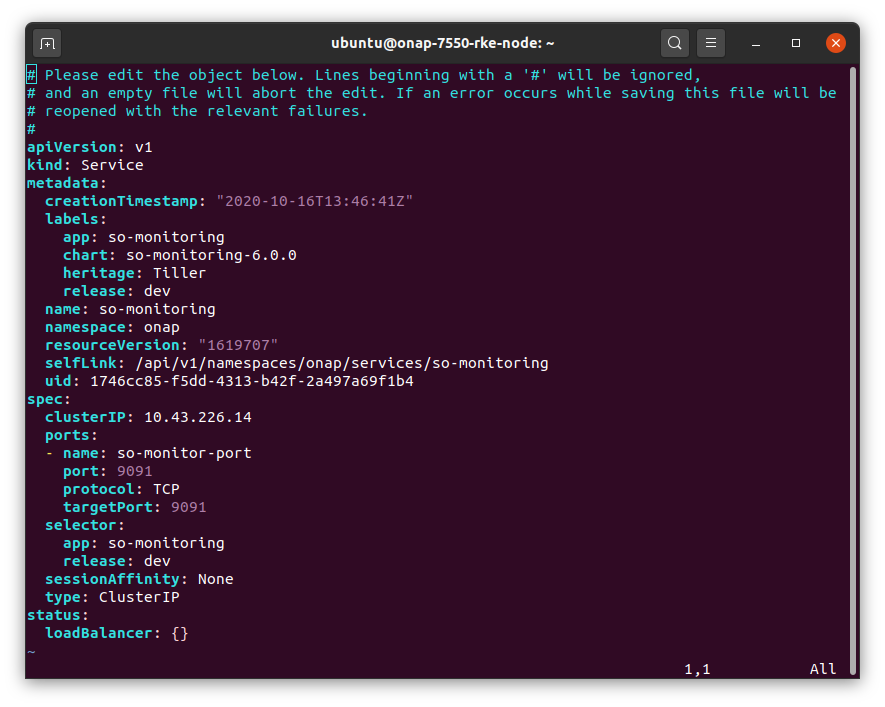 ubuntu@onap-7550-rke-node: ~
# Please edit the object below. Lines beginning with a '#' will be ignored,
# and an empty file will abort the edit. If an error occurs while saving this file will be
# reopened with the relevant failures.
#
apiVersion: v1
kind: Service
metadata:
  creationTimestamp: "2020-10-16T13:46:41Z"
  labels:
    app: so-monitoring
    chart: so-monitoring-6.0.0
    heritage: Tiller
    release: dev
  name: so-monitoring
  namespace: onap
  resourceVersion: "1619707"
  selfLink: /api/v1/namespaces/onap/services/so-monitoring
  uid: 1746cc85-f5dd-4313-b42f-2a497a69f1b4
spec:
  clusterIP: 10.43.226.14
  ports:
  - name: so-monitor-port
    port: 9091
    protocol: TCP
    targetPort: 9091
  selector:
    app: so-monitoring
    release: dev
  sessionAffinity: None
  type: ClusterIP
status:
  loadBalancer: {}
~
1,1 All